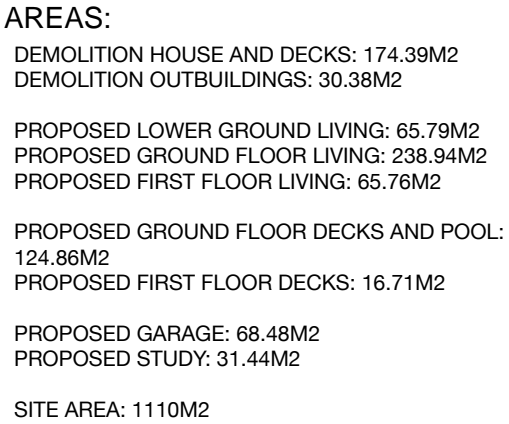 AREAS:
DEMOLITION HOUSE AND DECKS: 174.39M2
DEMOLITION OUTBUILDINGS: 30.38M2
PROPOSED LOWER GROUND LIVING: 65.79M2
PROPOSED GROUND FLOOR LIVING: 238.94M2
PROPOSED FIRST FLOOR LIVING: 65.76M2
PROPOSED GROUND FLOOR DECKS AND POOL:
124.86M2
PROPOSED FIRST FLOOR DECKS: 16.71M2
PROPOSED GARAGE: 68.48M2
PROPOSED STUDY: 31.44M2
SITE AREA: 1110M2